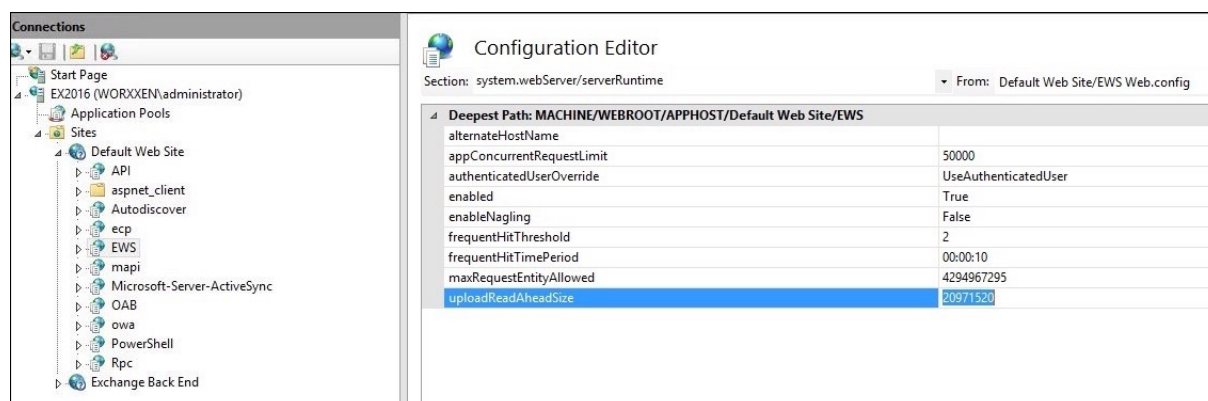 Connections
Start Page
EX2016 (WORXXEN\administrator)
Application Pools
Sites
Default Web Site
API
aspnet_client
Autodiscover
ecp
EWS
mapi
Microsoft-Server-ActiveSync
OAB
owa
PowerShell
Rpc
Exchange Back End
Configuration Editor
Section: system.webServer/serverRuntime From: Default Web Site/EWS Web.config
Deepest Path: MACHINE/WEBROOT/APPHOST/Default Web Site/EWS
alternateHostName
appConcurrentRequestLimit 50000
authenticatedUserOverride UseAuthenticatedUser
enabled True
enableNagling False
frequentHitThreshold 2
frequentHitTimePeriod 00:00:10
maxRequestEntityAllowed 4294967295
uploadReadAheadSize 20971520